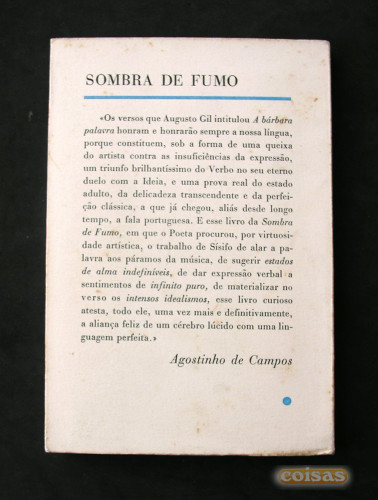 SOMBRA DE FUMO
«Os versos que Augusto Gil intitulou A bárbara
palavra honram e honrarão sempre a nossa língua,
porque constituem, sob a forma de uma queixa
do artista contra as insuficiências da expressão,
um triunfo brilhantíssimo do Verbo no seu eterno
duelo com a Ideia, e uma prova real do estado
adulto, da delicadeza transcendente e da perfei-
ção clássica, a que já chegou, aliás desde longo
tempo, a fala portuguesa. E esse livro da Sombra
de Fumo, em que o Poeta procurou, por virtuosi-
dade artística, o trabalho de Sísifo de alar a pa-
lavra aos páramos da música, de sugerir estados
de alma indefiníveis, de dar expressão verbal a
sentimentos de infinito puro, de materializar no
verso os intensos idealismos, esse livro curioso
atesta, todo ele, uma vez mais e definitivamente,
a aliança feliz de um cérebro lúcido com uma lin-
guagem perfeita.»
Agostinho de Campos
coisas